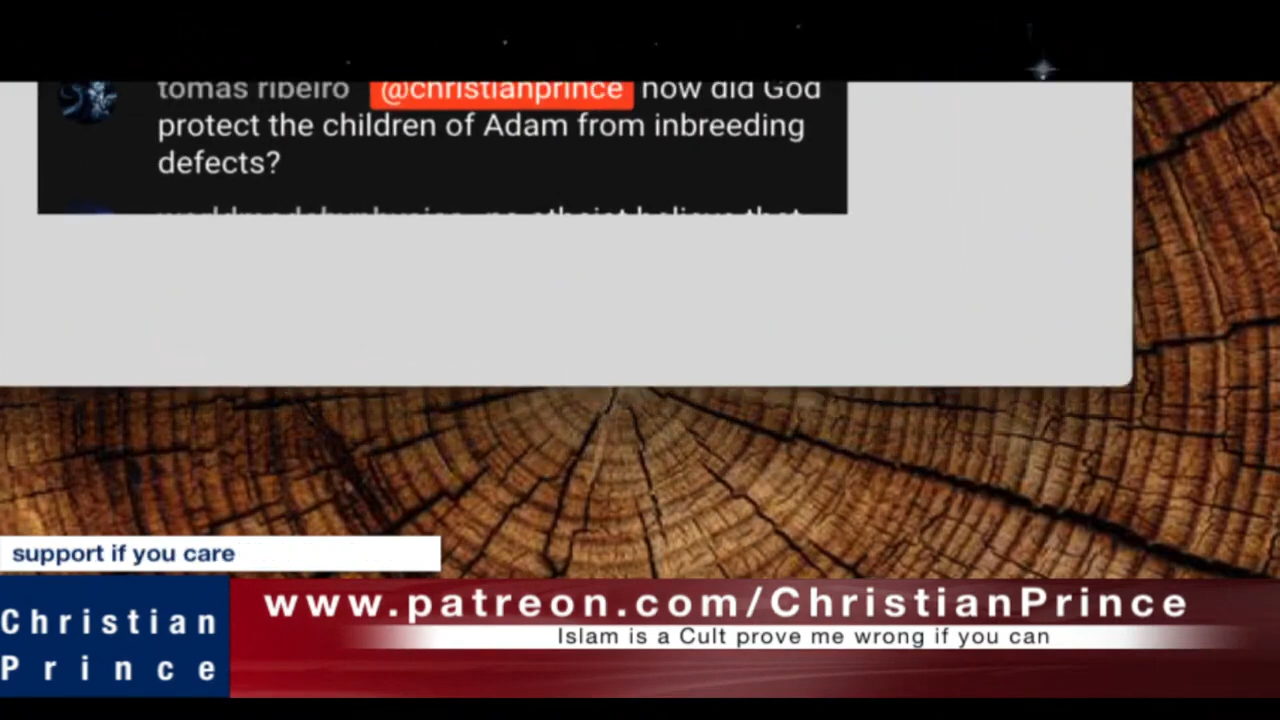 tomas ribeiro @christianprince how did God
protect the children of Adam from inbreeding
defects?
support if you care
Christian
Prince
www.patreon.com/ChristianPrince
Islam is a Cult prove me wrong if you can